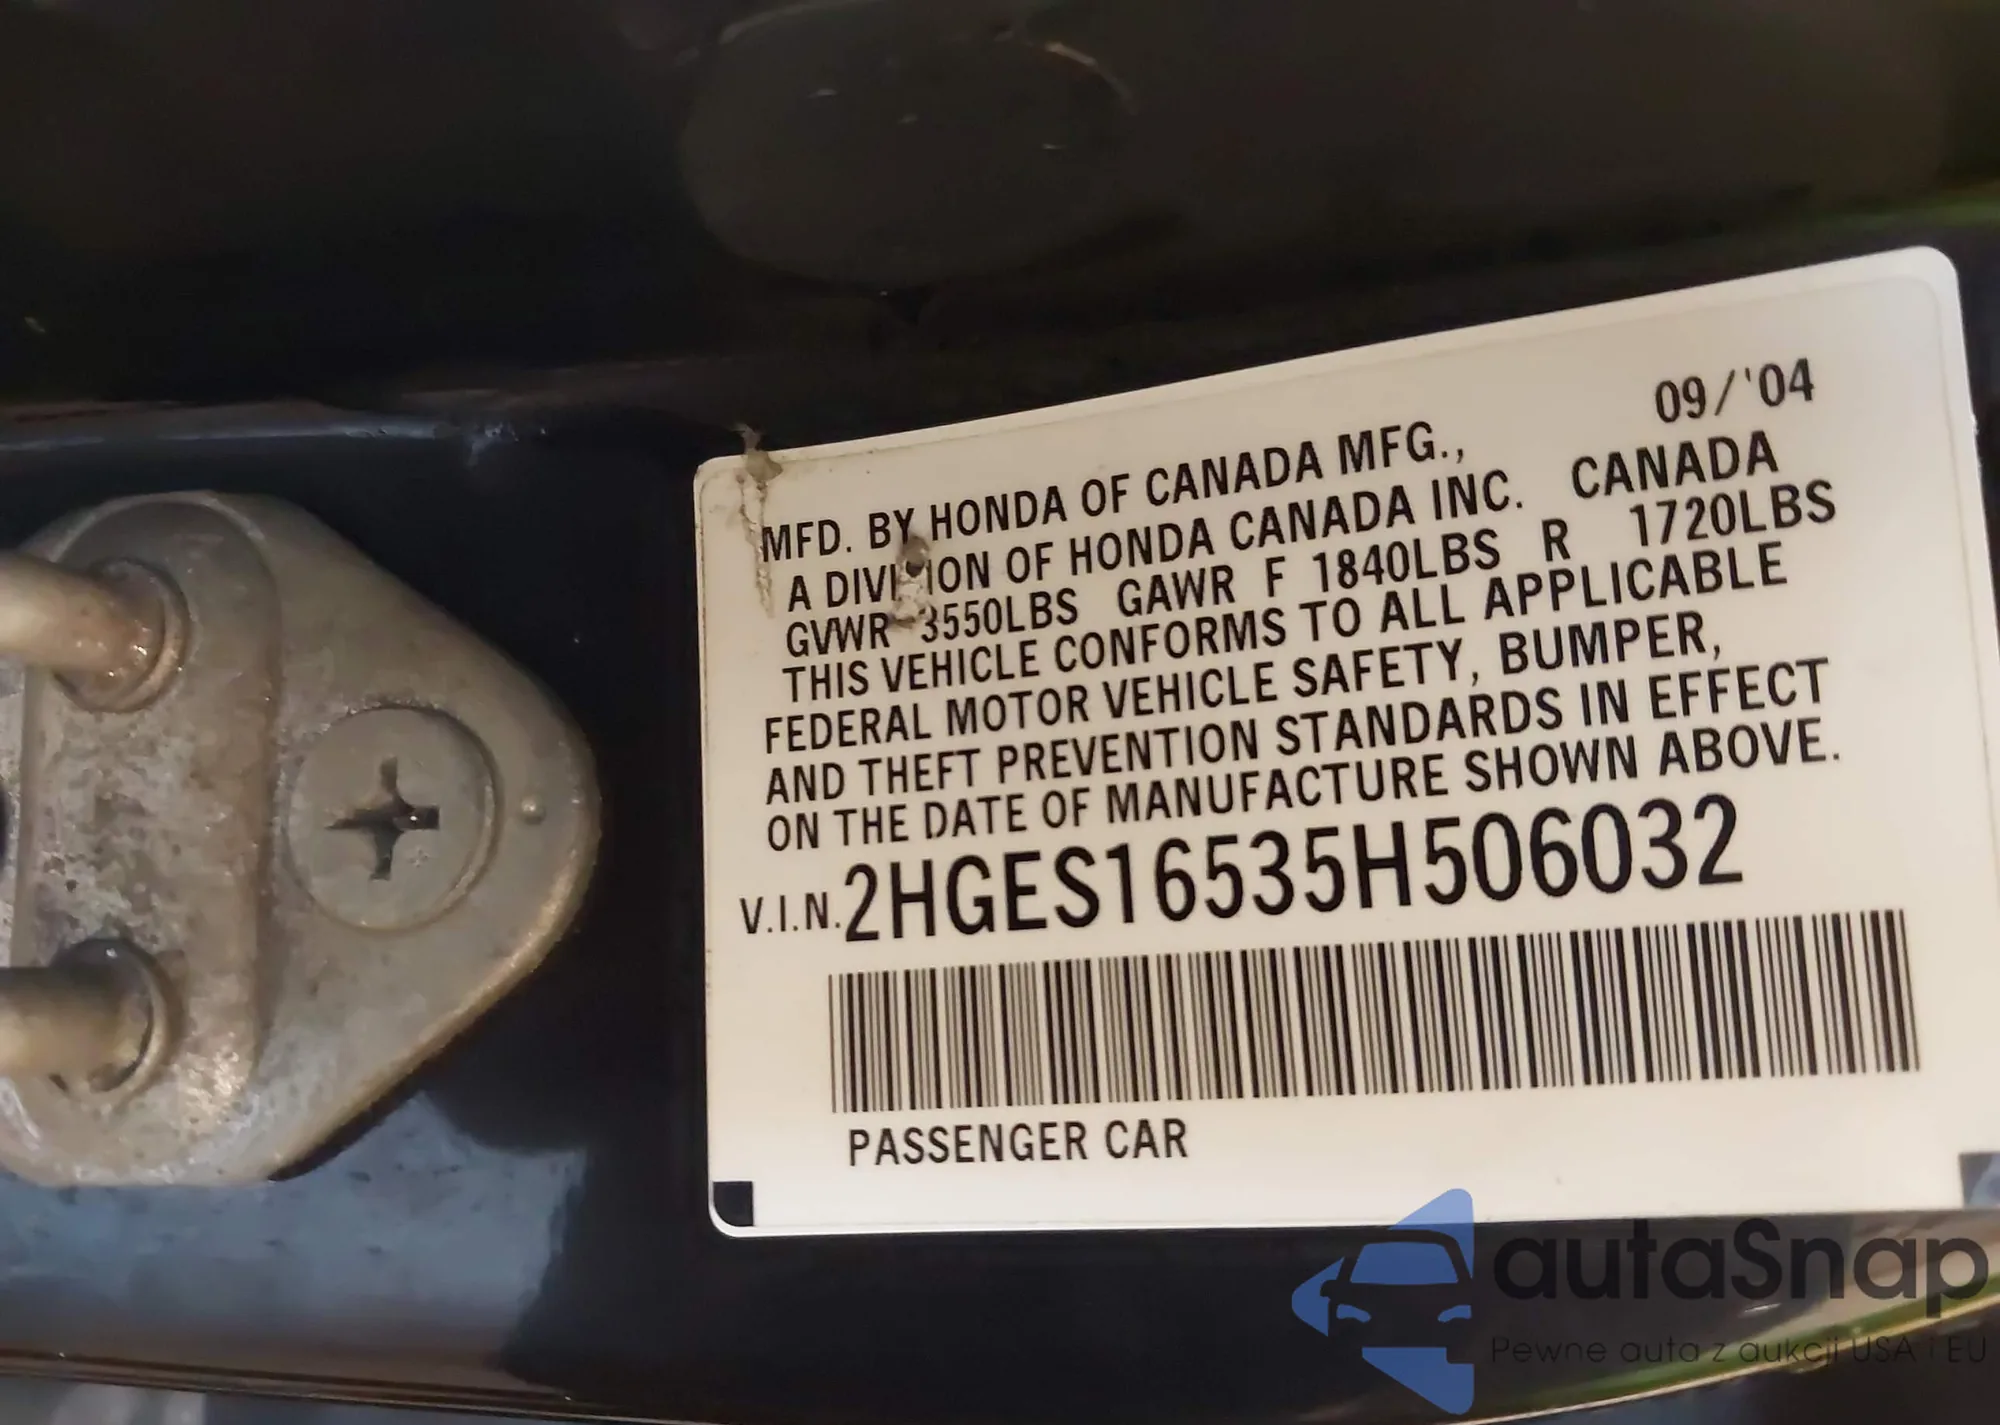 09/'04
MFD. BY HONDA OF CANADA MFG.,
A DIVISION OF HONDA CANADA INC. CANADA
GVWR 3550LBS GAWR F 1840LBS R 1720LBS
THIS VEHICLE CONFORMS TO ALL APPLICABLE
FEDERAL MOTOR VEHICLE SAFETY, BUMPER,
AND THEFT PREVENTION STANDARDS IN EFFECT
ON THE DATE OF MANUFACTURE SHOWN ABOVE.
V.I.N. 2HGES16535H506032
PASSENGER CAR
autaSnap
Pewne auta z aukcji USA i EU